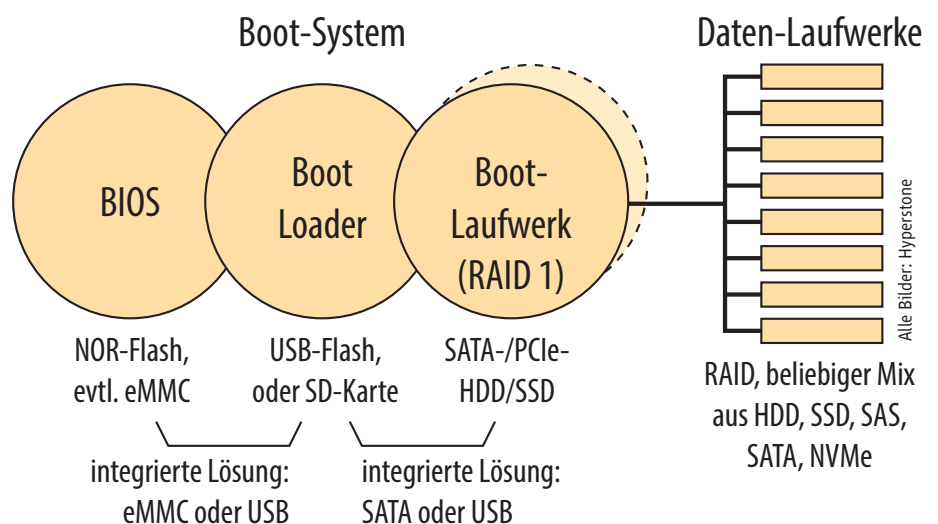 Boot-System
Daten-Laufwerke
BIOS
Boot
Loader
Boot-
Laufwerk
(RAID 1)
Alle Bilder: Hyperstone
NOR-Flash,
evtl. eMMC
USB-Flash,
oder SD-Karte
SATA-/PCIe-
HDD/SSD
RAID, beliebiger Mix
aus HDD, SSD, SAS,
SATA, NVMe
integrierte Lösung:
eMMC oder USB
integrierte Lösung:
SATA oder USB